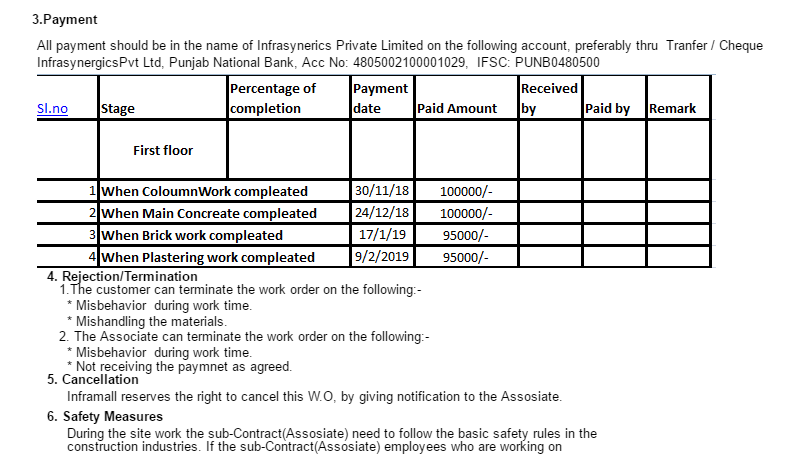 3.Payment
All payment should be in the name of Infrasynerics Private Limited on the following account, preferably thru Tranfer / Cheque
InfrasynergicsPvt Ltd, Punjab National Bank, Acc No: 4805002100001029, IFSC: PUNB0480500
Sl.no Stage Percentage of completion Payment date Paid Amount Received by Paid by Remark
First floor
1 When ColoumnWork compleated 30/11/18 100000/-
2 When Main Concreate compleated 24/12/18 100000/-
3 When Brick work compleated 17/1/19 95000/-
4 When Plastering work compleated 9/2/2019 95000/-
4. Rejection/Termination
1.The customer can terminate the work order on the following:-
* Misbehavior during work time.
* Mishandling the materials.
2. The Associate can terminate the work order on the following:-
* Misbehavior during work time.
* Not receiving the paymnet as agreed.
5. Cancellation
Inframall reserves the right to cancel this W.O, by giving notification to the Assosiate.
6. Safety Measures
During the site work the sub-Contract(Assosiate) need to follow the basic safety rules in the
construction industries. If the sub-Contract(Assosiate) employees who are working on